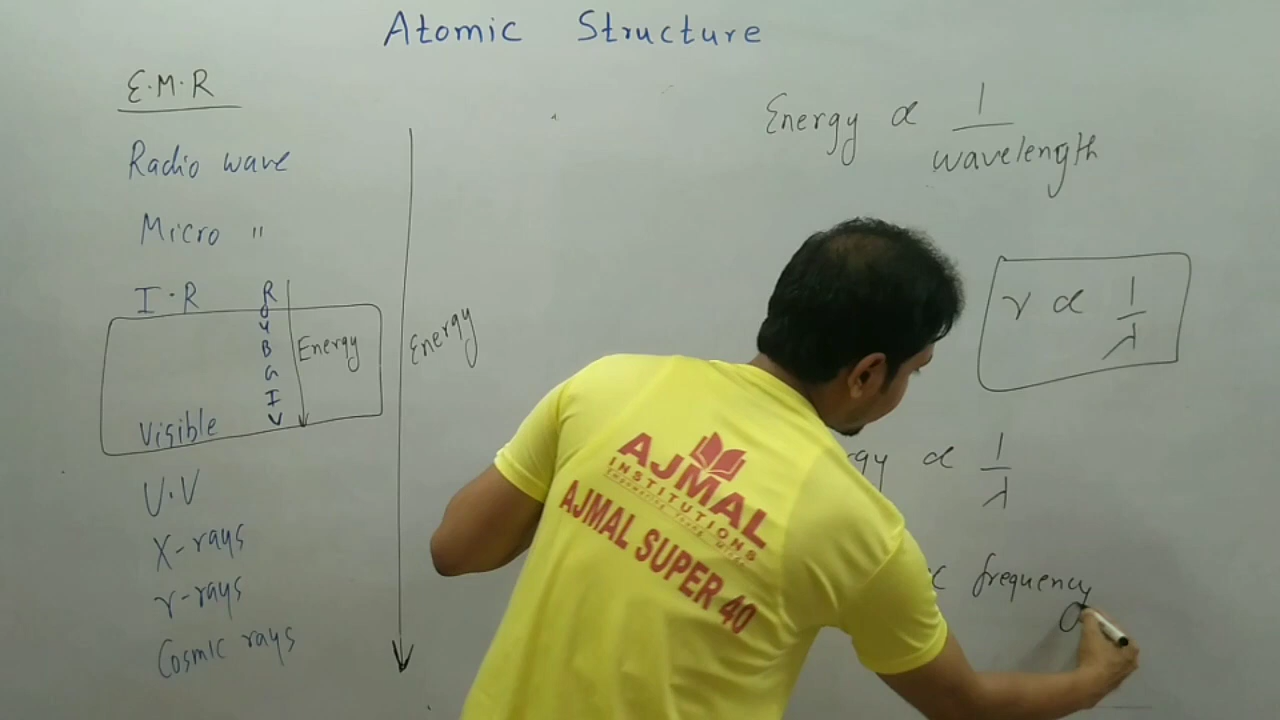 Atomic Structure
E.M.R
Radio wave
Micro "
I.R
R
O
Y
B
G
I
V
Energy
Visible
U.V
X-rays
γ-rays
Cosmic rays
Energy
Energy ∝ 1/wavelength
ν ∝ 1/λ
gy ∝ 1/λ
frequency
AJMAL
INSTITUTIONS
AJMAL SUPER 40